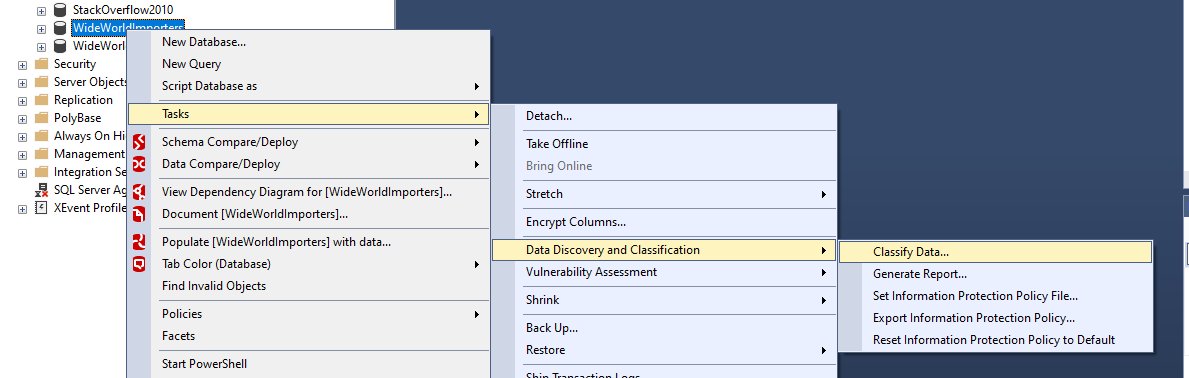 StackOverflow2010
WideWorldImporters
WideWorl
Security
Server Objects
Replication
PolyBase
Always On Hi
Management
Integration Se
SQL Server Ag
XEvent Profile
New Database...
New Query
Script Database as
Tasks
Schema Compare/Deploy
Data Compare/Deploy
View Dependency Diagram for [WideWorldImporters]...
Document [WideWorldImporters]...
Populate [WideWorldImporters] with data...
Tab Color (Database)
Find Invalid Objects
Policies
Facets
Start PowerShell
Detach...
Take Offline
Bring Online
Stretch
Encrypt Columns...
Data Discovery and Classification
Vulnerability Assessment
Shrink
Back Up...
Restore
Ship Transaction Logs
Classify Data...
Generate Report...
Set Information Protection Policy File...
Export Information Protection Policy...
Reset Information Protection Policy to Default